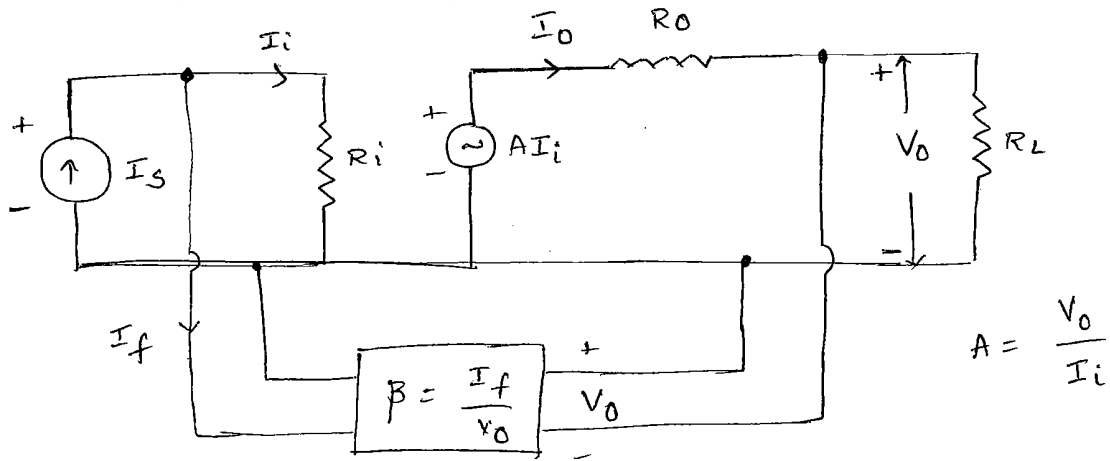 Ii
IO
RO
+
-
IS
Ri
+
-
AIi
+
VO
-
RL
If
β = If / VO
+
VO
-
A = VO / Ii